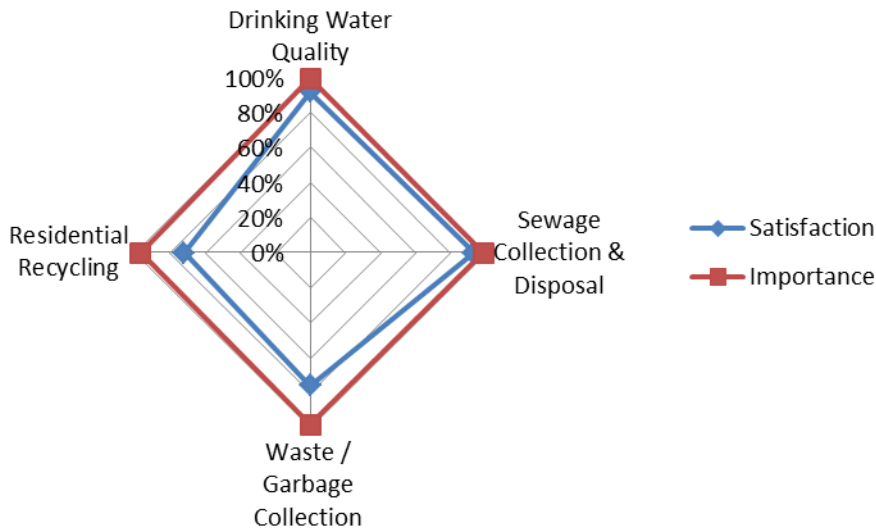 Drinking Water
Quality
100%
80%
60%
40%
20%
0%
Residential
Recycling
Sewage
Collection &
Disposal
Waste /
Garbage
Collection
Satisfaction
Importance